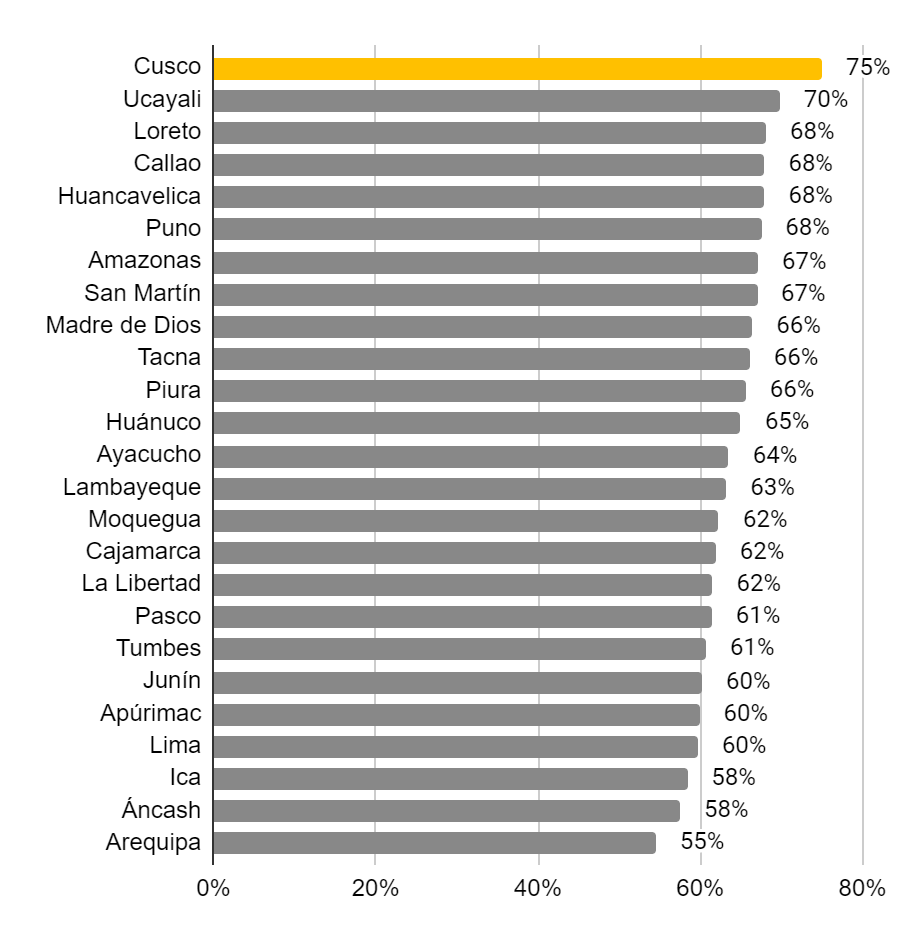 Cusco 75%
Ucayali 70%
Loreto 68%
Callao 68%
Huancavelica 68%
Puno 68%
Amazonas 67%
San Martín 67%
Madre de Dios 66%
Tacna 66%
Piura 66%
Huánuco 65%
Ayacucho 64%
Lambayeque 63%
Moquegua 62%
Cajamarca 62%
La Libertad 62%
Pasco 61%
Tumbes 61%
Junín 60%
Apúrimac 60%
Lima 60%
Ica 58%
Áncash 58%
Arequipa 55%
0% 20% 40% 60% 80%